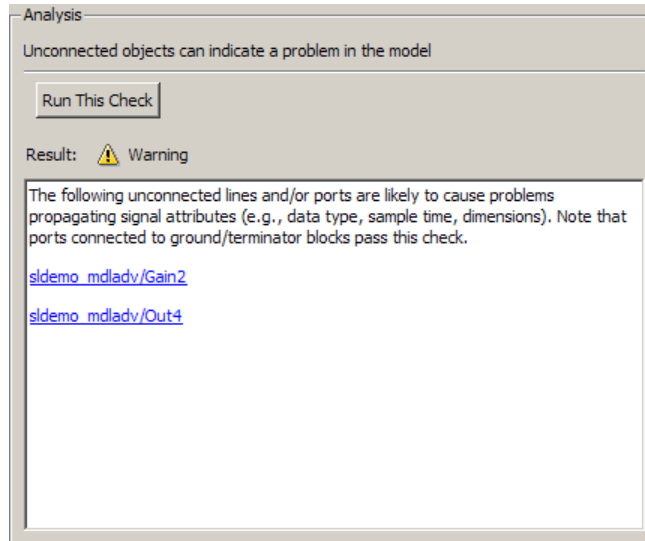 Analysis
Unconnected objects can indicate a problem in the model
Run This Check
Result: Warning
The following unconnected lines and/or ports are likely to cause problems
propagating signal attributes (e.g., data type, sample time, dimensions). Note that
ports connected to ground/terminator blocks pass this check.
sldemo_mdladv/Gain2
sldemo_mdladv/Out4